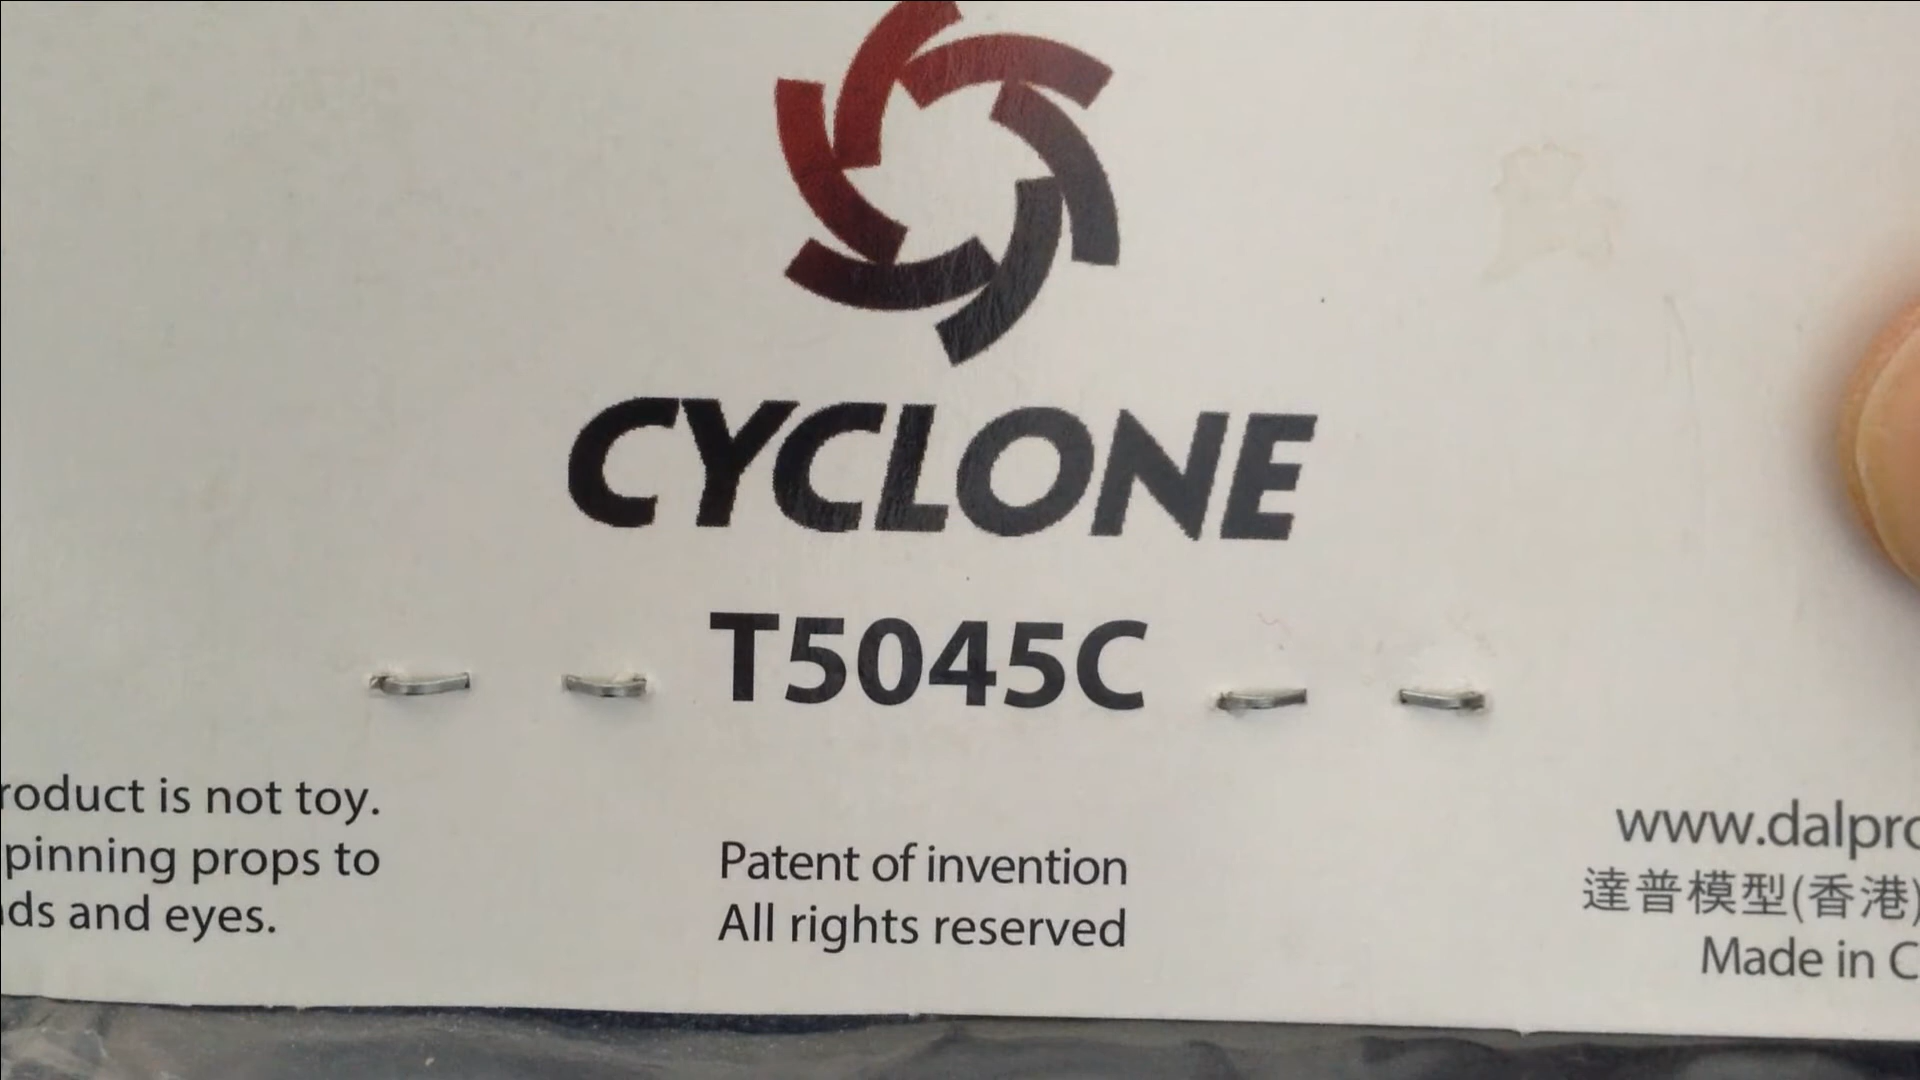 CYCLONE
T5045C
roduct is not toy.
pinning props to
ds and eyes.
Patent of invention
All rights reserved
www.dalpro
達普模型(香港)
Made in C